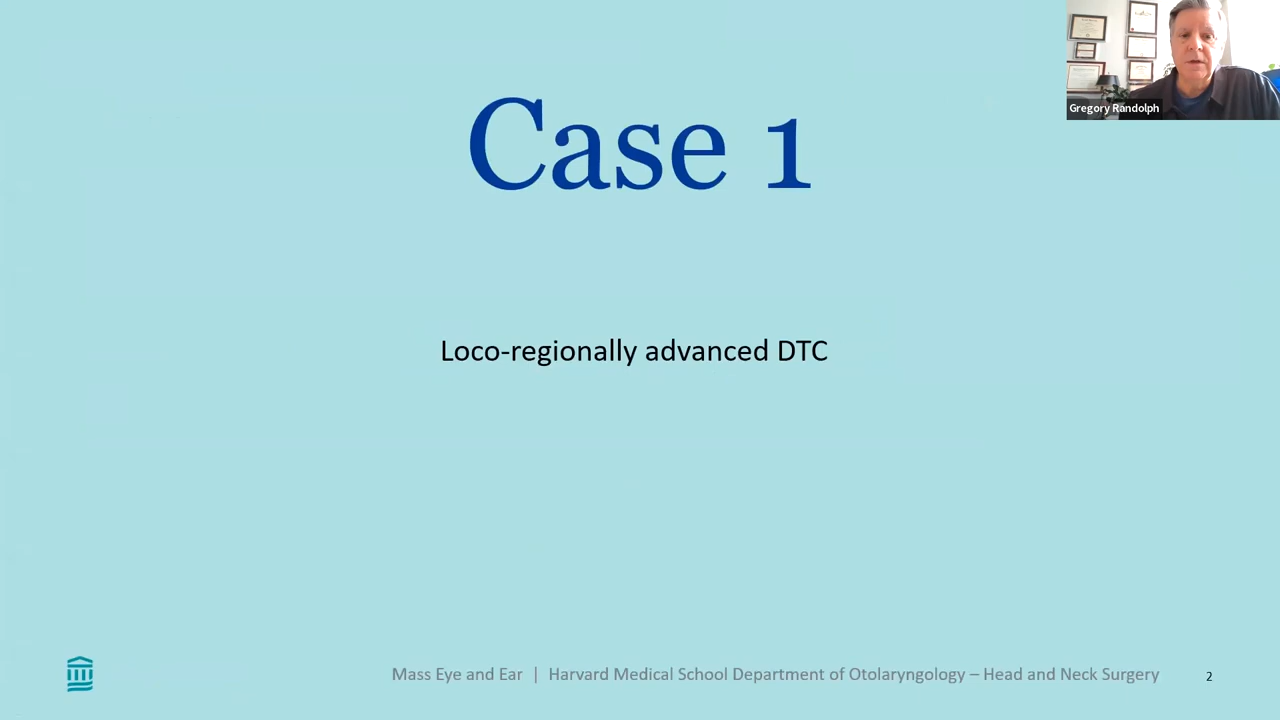 Gregory Randolph
Case 1
Loco-regionally advanced DTC
Mass Eye and Ear | Harvard Medical School Department of Otolaryngology – Head and Neck Surgery
2